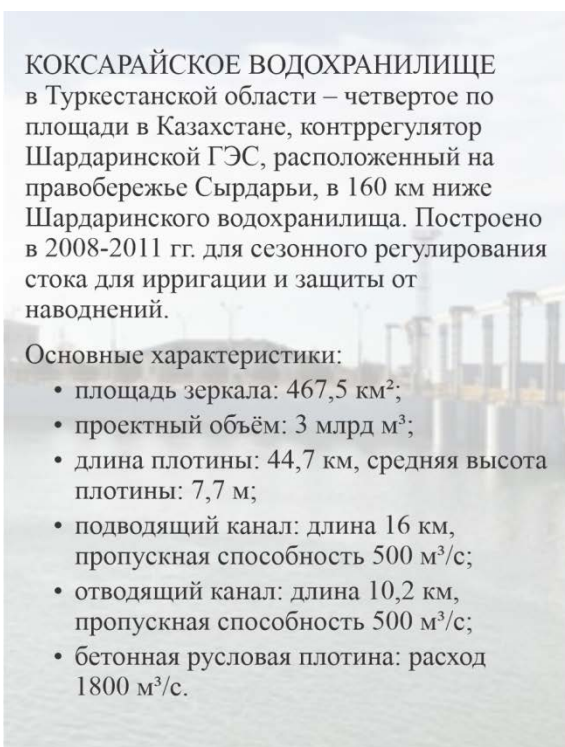 КОКСАРАЙСКОЕ ВОДОХРАНИЛИЩЕ
в Туркестанской области – четвертое по
площади в Казахстане, контррегулятор
Шардаринской ГЭС, расположенный на
правобережье Сырдарьи, в 160 км ниже
Шардаринского водохранилища. Построено
в 2008-2011 гг. для сезонного регулирования
стока для ирригации и защиты от
наводнений.
Основные характеристики:
• площадь зеркала: 467,5 км²;
• проектный объём: 3 млрд м³;
• длина плотины: 44,7 км, средняя высота
плотины: 7,7 м;
• подводящий канал: длина 16 км,
пропускная способность 500 м³/с;
• отводящий канал: длина 10,2 км,
пропускная способность 500 м³/с;
• бетонная русловая плотина: расход
1800 м³/с.